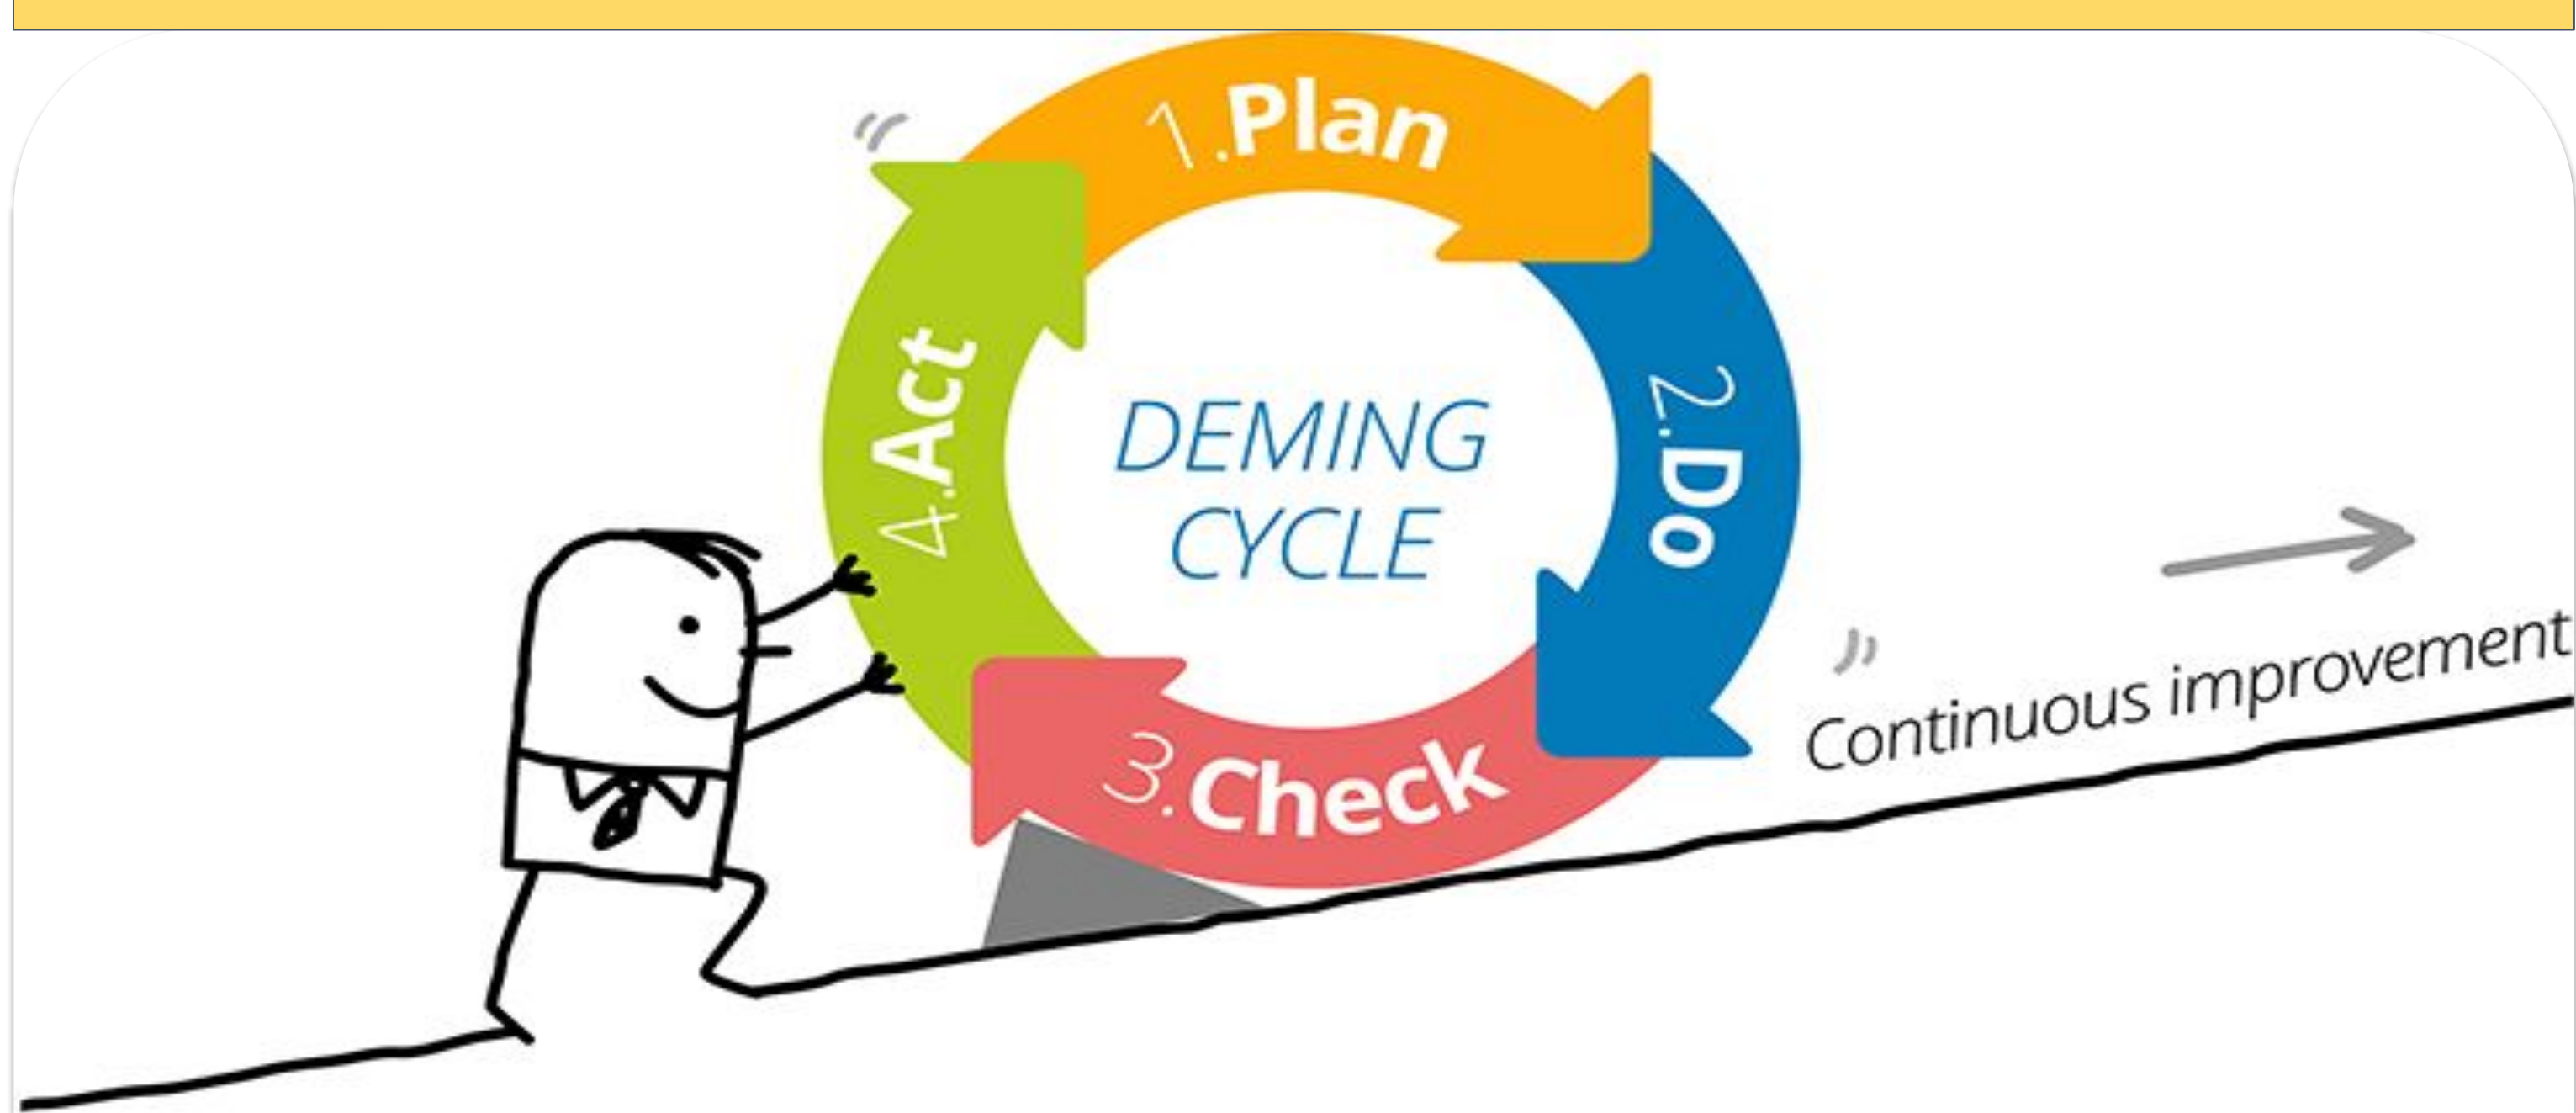 1.Plan
2.Do
3.Check
4.Act
DEMING
CYCLE
Continuous improvement